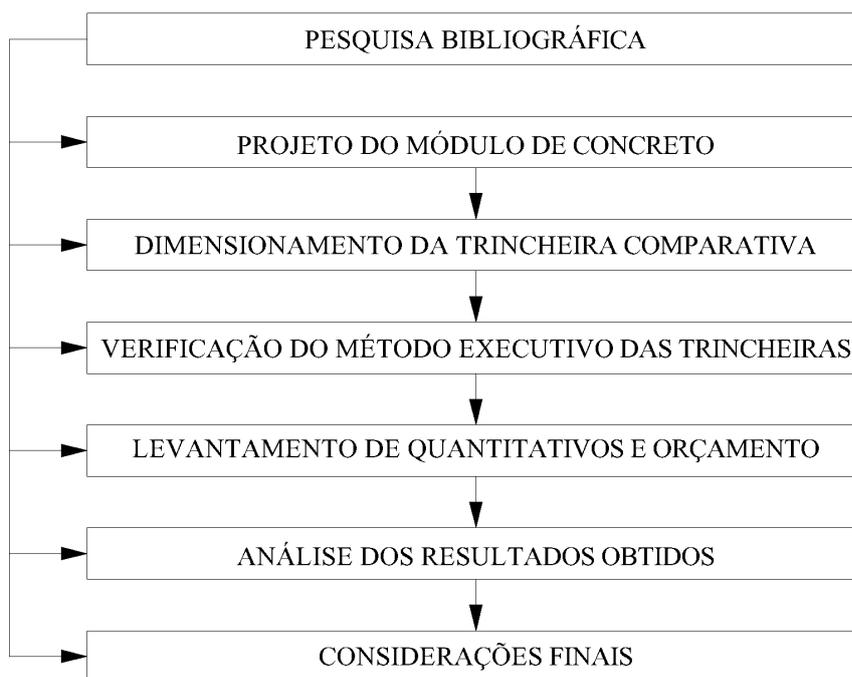 PESQUISA BIBLIOGRÁFICA
PROJETO DO MÓDULO DE CONCRETO
DIMENSIONAMENTO DA TRINCHEIRA COMPARATIVA
VERIFICAÇÃO DO MÉTODO EXECUTIVO DAS TRINCHEIRAS
LEVANTAMENTO DE QUANTITATIVOS E ORÇAMENTO
ANÁLISE DOS RESULTADOS OBTIDOS
CONSIDERAÇÕES FINAIS